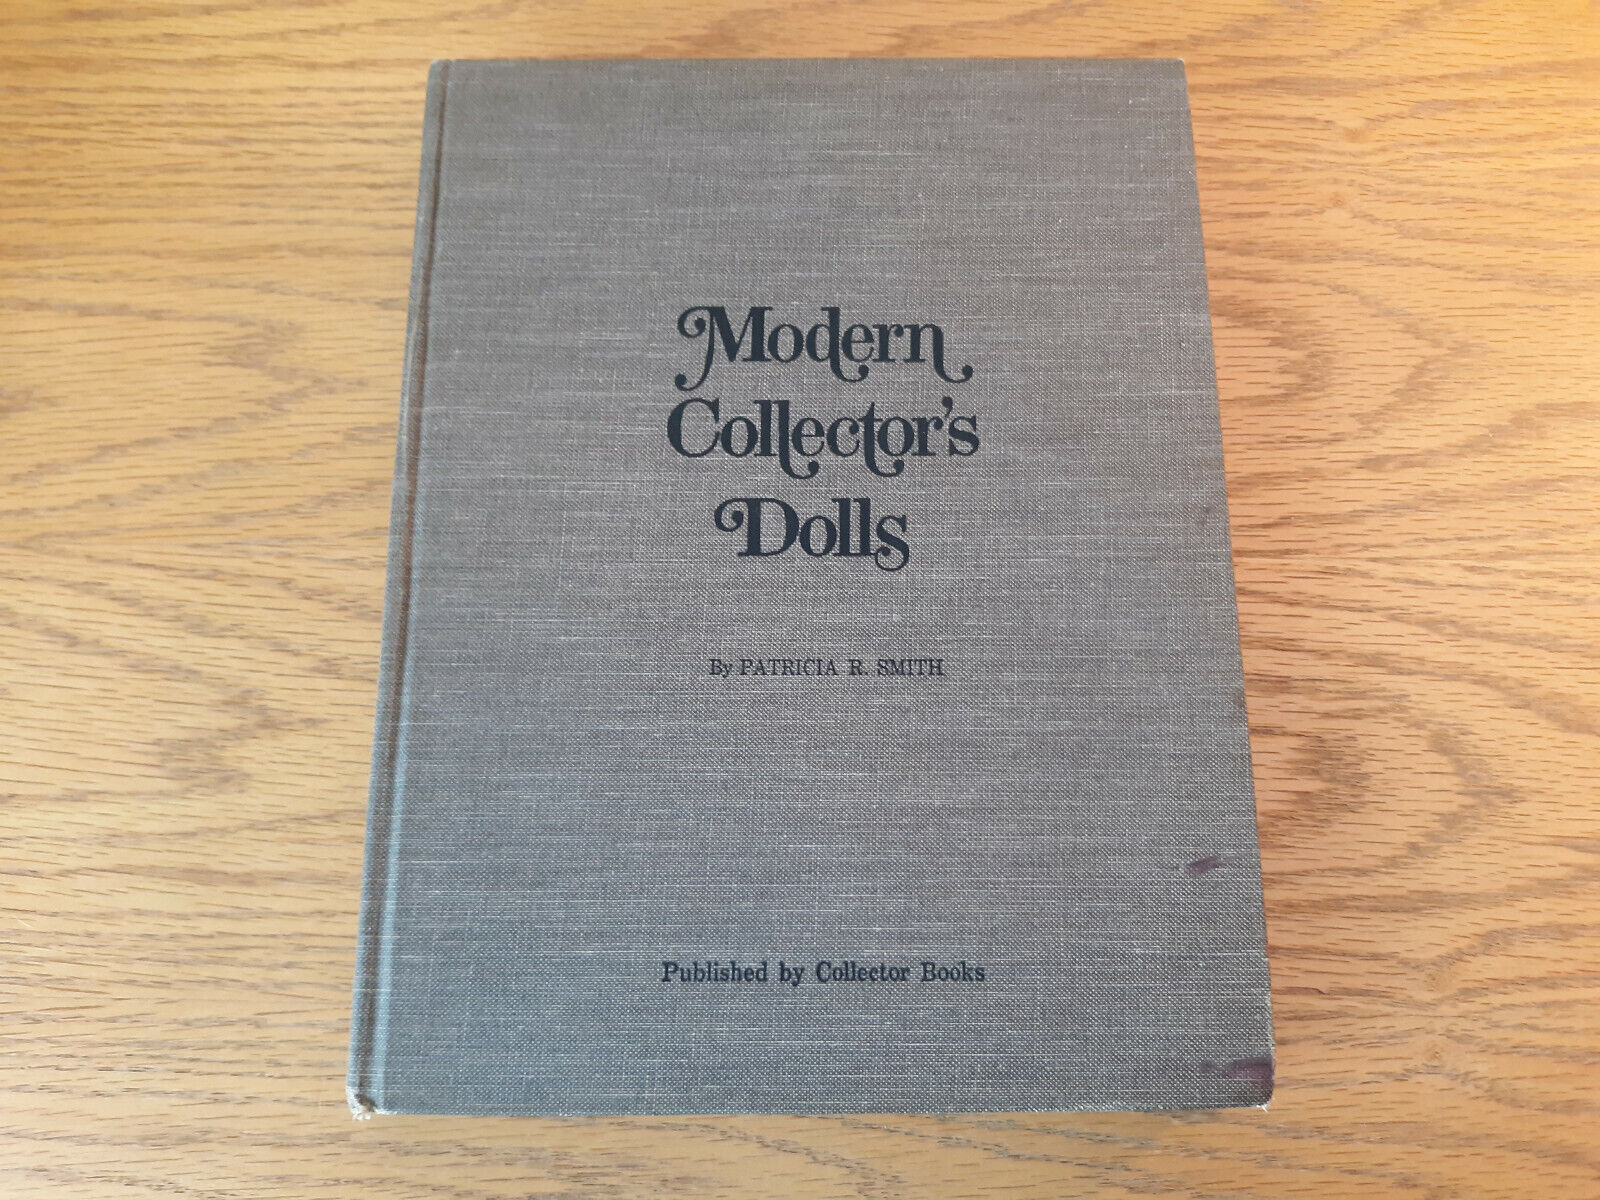 Modern
Collector's
Dolls
By PATRICIA R. SMITH
Published by Collector Books